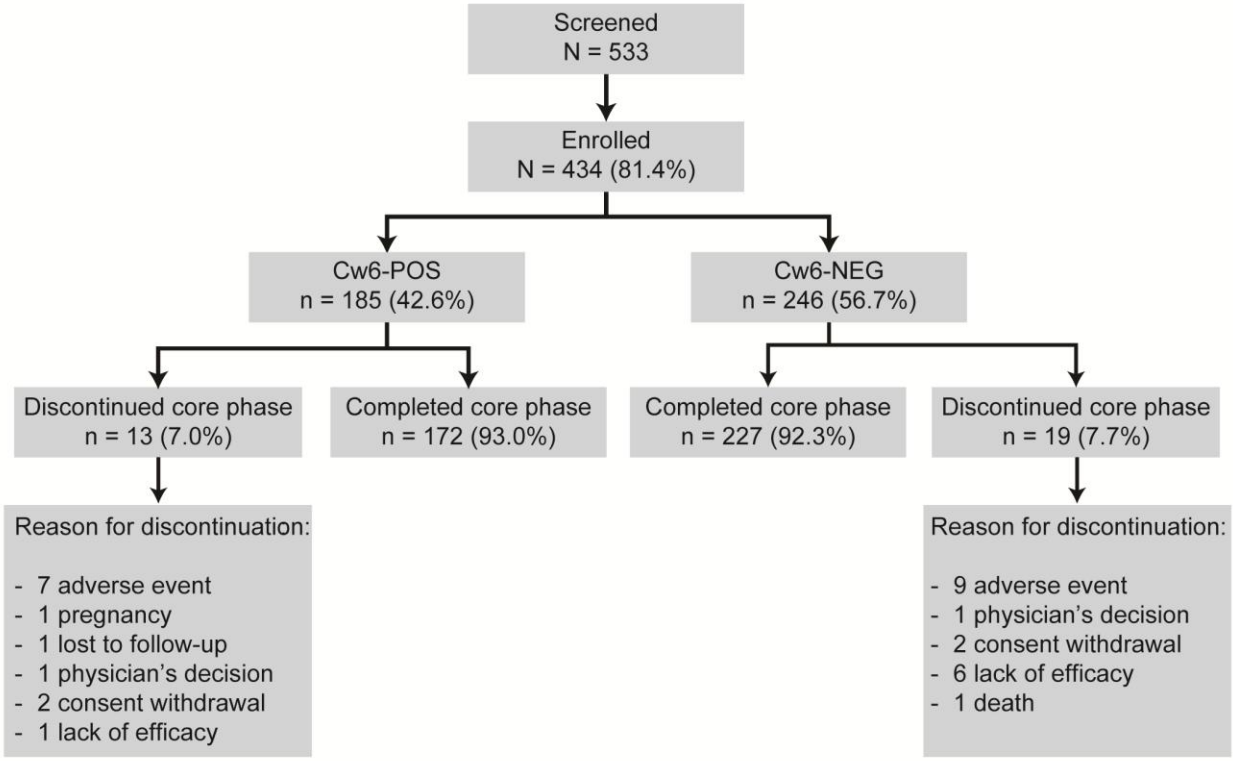 Screened
N = 533
Enrolled
N = 434 (81.4%)
Cw6-POS
n = 185 (42.6%)
Cw6-NEG
n = 246 (56.7%)
Discontinued core phase
n = 13 (7.0%)
Completed core phase
n = 172 (93.0%)
Completed core phase
n = 227 (92.3%)
Discontinued core phase
n = 19 (7.7%)
Reason for discontinuation:
- 7 adverse event
- 1 pregnancy
- 1 lost to follow-up
- 1 physician’s decision
- 2 consent withdrawal
- 1 lack of efficacy
Reason for discontinuation:
- 9 adverse event
- 1 physician’s decision
- 2 consent withdrawal
- 6 lack of efficacy
- 1 death